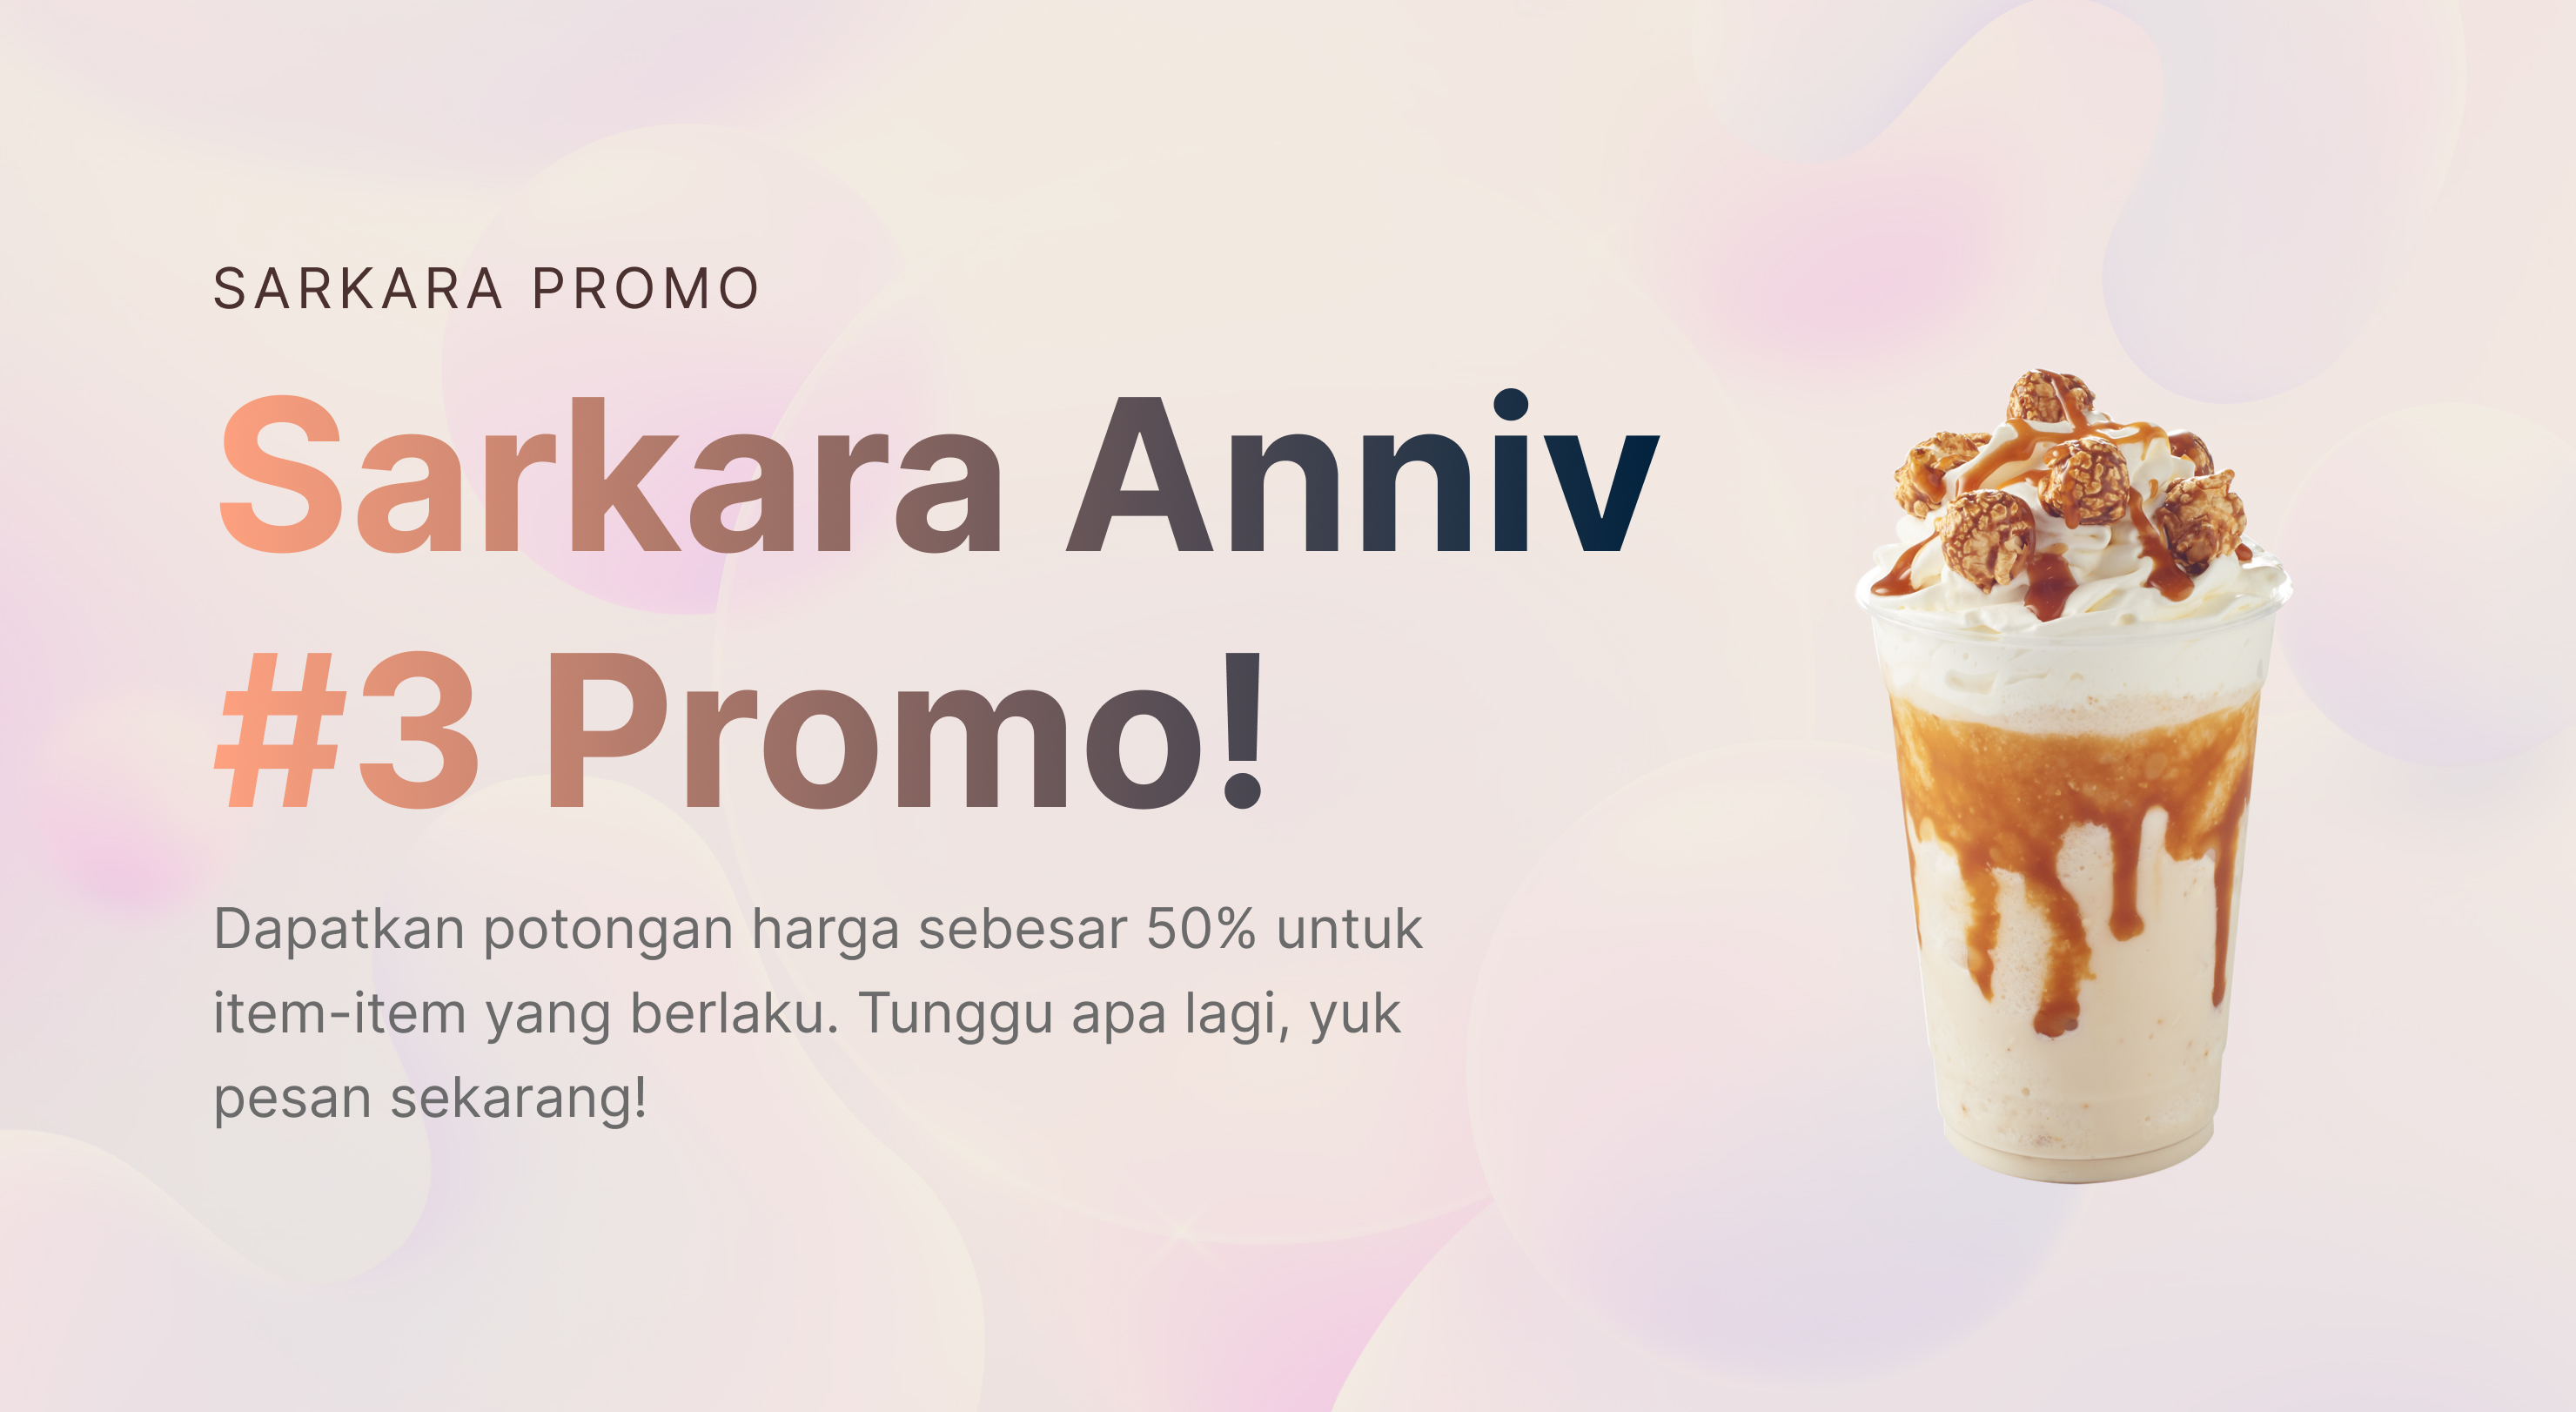 SARKARA PROMO
Sarkara Anniv
#3 Promo!
Dapatkan potongan harga sebesar 50% untuk
item-item yang berlaku. Tunggu apa lagi, yuk
pesan sekarang!